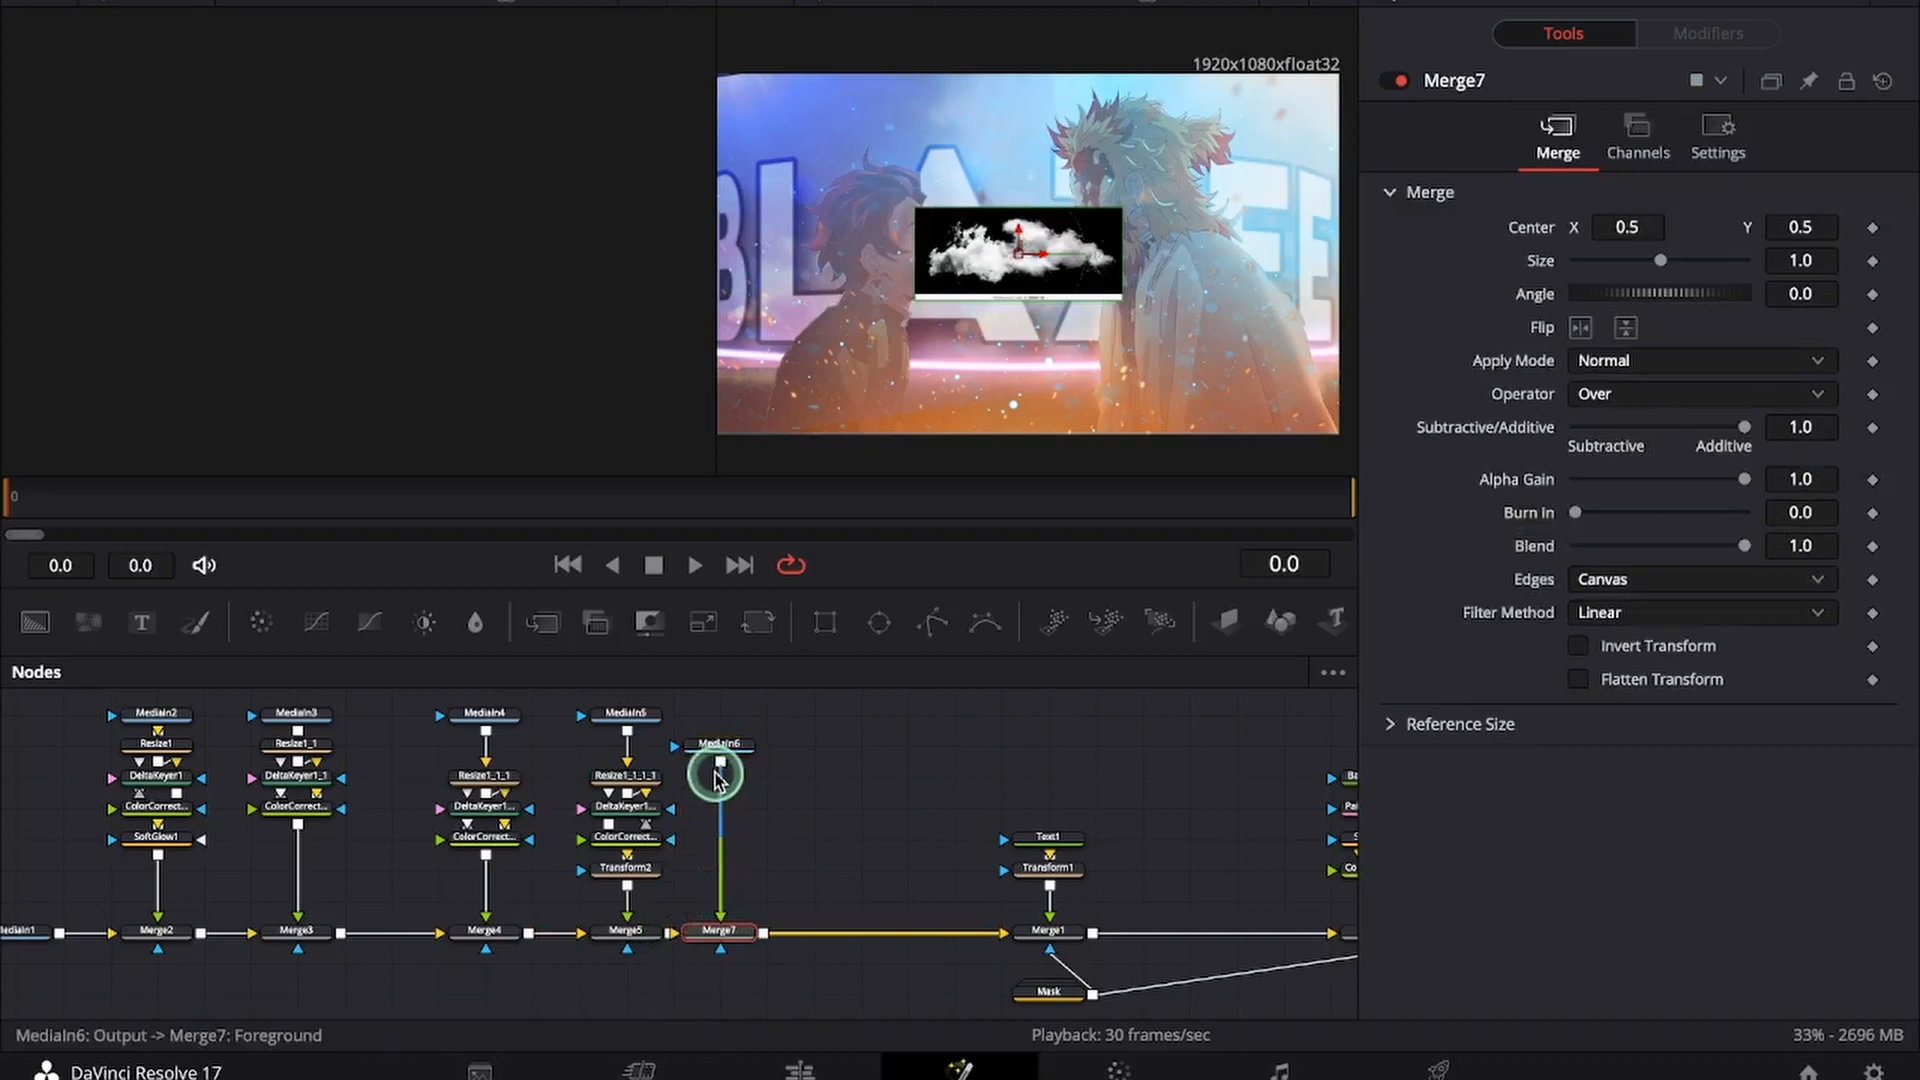 Tools
Modifiers
1920x1080xfloat32
Merge7
BLAZEE
Merge
Channels
Settings
Merge
Center X 0.5 Y 0.5
Size 1.0
Angle 0.0
Flip
Apply Mode Normal
Operator Over
Subtractive/Additive 1.0
Subtractive Additive
Alpha Gain 1.0
Burn In 0.0
Blend 1.0
Edges Canvas
Filter Method Linear
Invert Transform
Flatten Transform
Reference Size
0
0.0 0.0 0.0
Nodes
MediaIn2 MediaIn3 MediaIn4 MediaIn5
Resize1 Resize1_1 MediaIn6
DeltaKeyer1 DeltaKeyer1_1 Resize1_1_1 Resize1_1_1_1
ColorCorrect... ColorCorrect... DeltaKeyer1... DeltaKeyer1...
SoftGlow1 ColorCorrect... ColorCorrect... Text1
Transform2 Transform1
MediaIn1 Merge2 Merge3 Merge4 Merge5 Merge7 Merge1
Mask
MediaIn6: Output -> Merge7: Foreground
Playback: 30 frames/sec
33% - 2696 MB
DaVinci Resolve 17